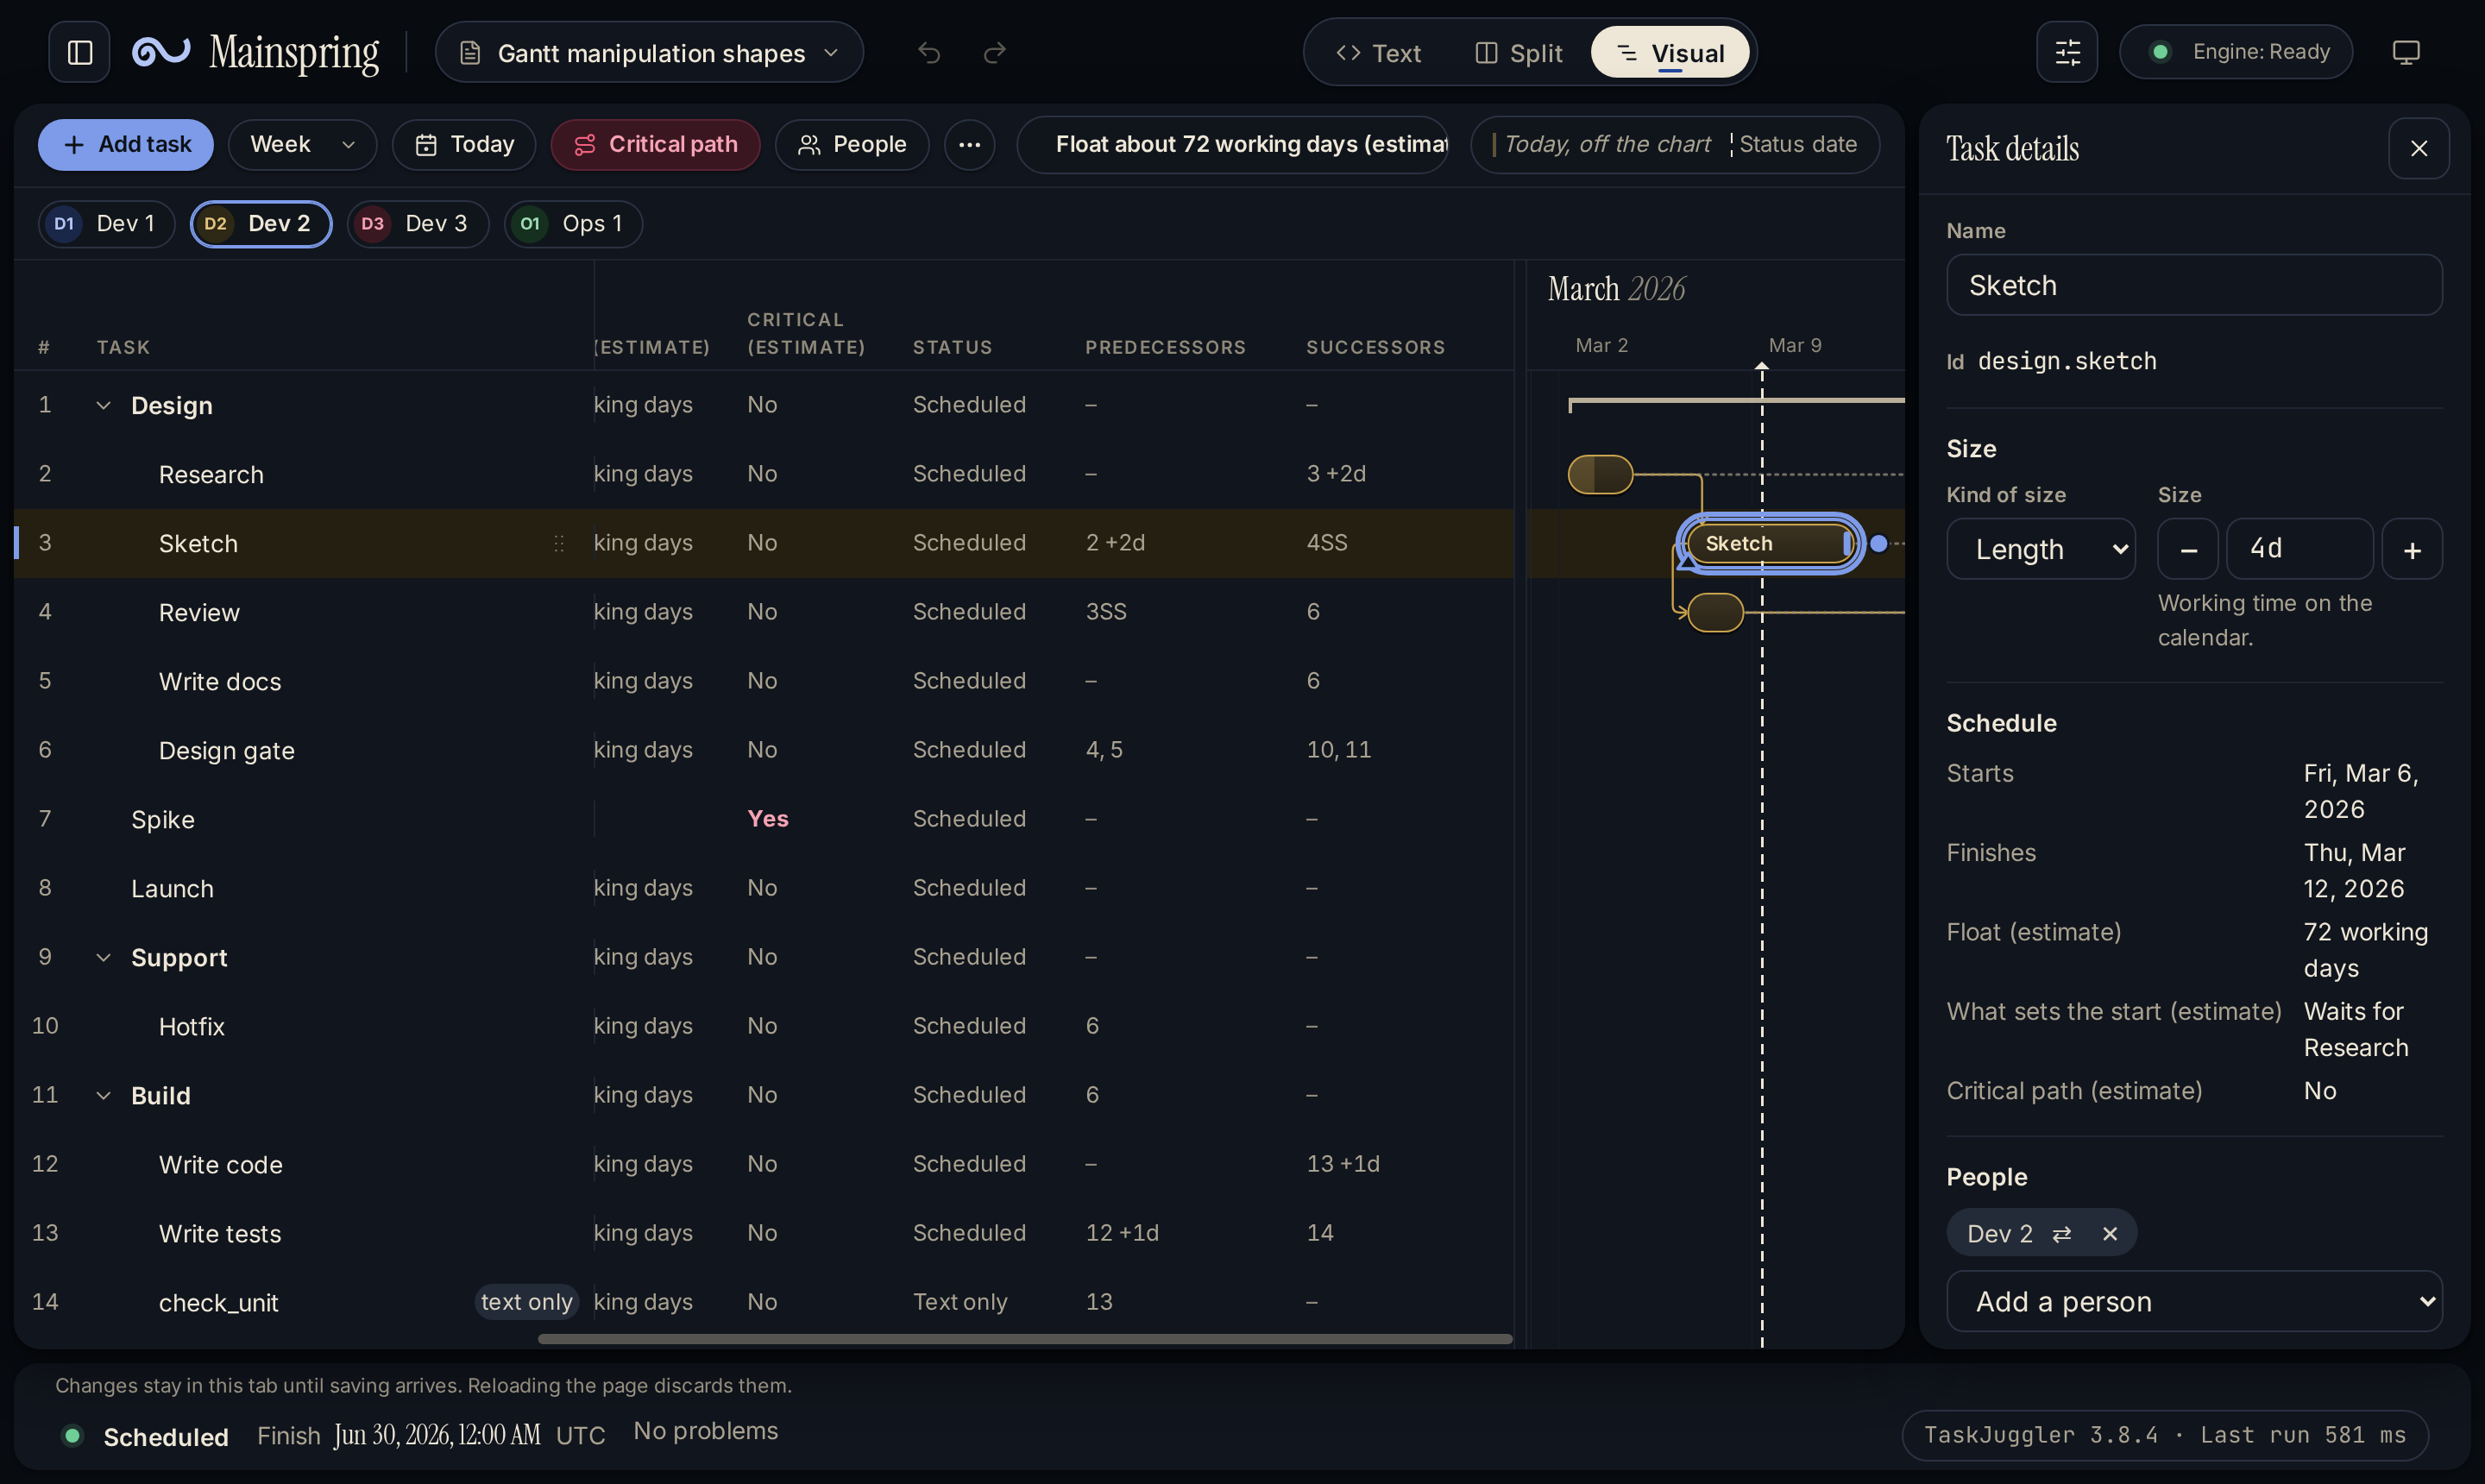 Mainspring
Gantt manipulation shapes
Text
Split
Visual
Engine: Ready
Add task
Week
Today
Critical path
People
Float about 72 working days (estimat
Today, off the chart
Status date
D1 Dev 1
D2 Dev 2
D3 Dev 3
O1 Ops 1
# TASK (ESTIMATE) CRITICAL (ESTIMATE) STATUS PREDECESSORS SUCCESSORS
March 2026
Mar 2 Mar 9
1 Design king days No Scheduled – –
2 Research king days No Scheduled – 3 +2d
3 Sketch king days No Scheduled 2 +2d 4SS
Sketch
4 Review king days No Scheduled 3SS 6
5 Write docs king days No Scheduled – 6
6 Design gate king days No Scheduled 4, 5 10, 11
7 Spike Yes Scheduled – –
8 Launch king days No Scheduled – –
9 Support king days No Scheduled – –
10 Hotfix king days No Scheduled 6 –
11 Build king days No Scheduled 6 –
12 Write code king days No Scheduled – 13 +1d
13 Write tests king days No Scheduled 12 +1d 14
14 check_unit text only king days No Text only 13 –
Task details
Name
Sketch
Id design.sketch
Size
Kind of size Size
Length − 4d +
Working time on the
calendar.
Schedule
Starts Fri, Mar 6,
2026
Finishes Thu, Mar
12, 2026
Float (estimate) 72 working
days
What sets the start (estimate) Waits for
Research
Critical path (estimate) No
People
Dev 2
Add a person
Changes stay in this tab until saving arrives. Reloading the page discards them.
Scheduled Finish Jun 30, 2026, 12:00 AM UTC No problems
TaskJuggler 3.8.4 · Last run 581 ms